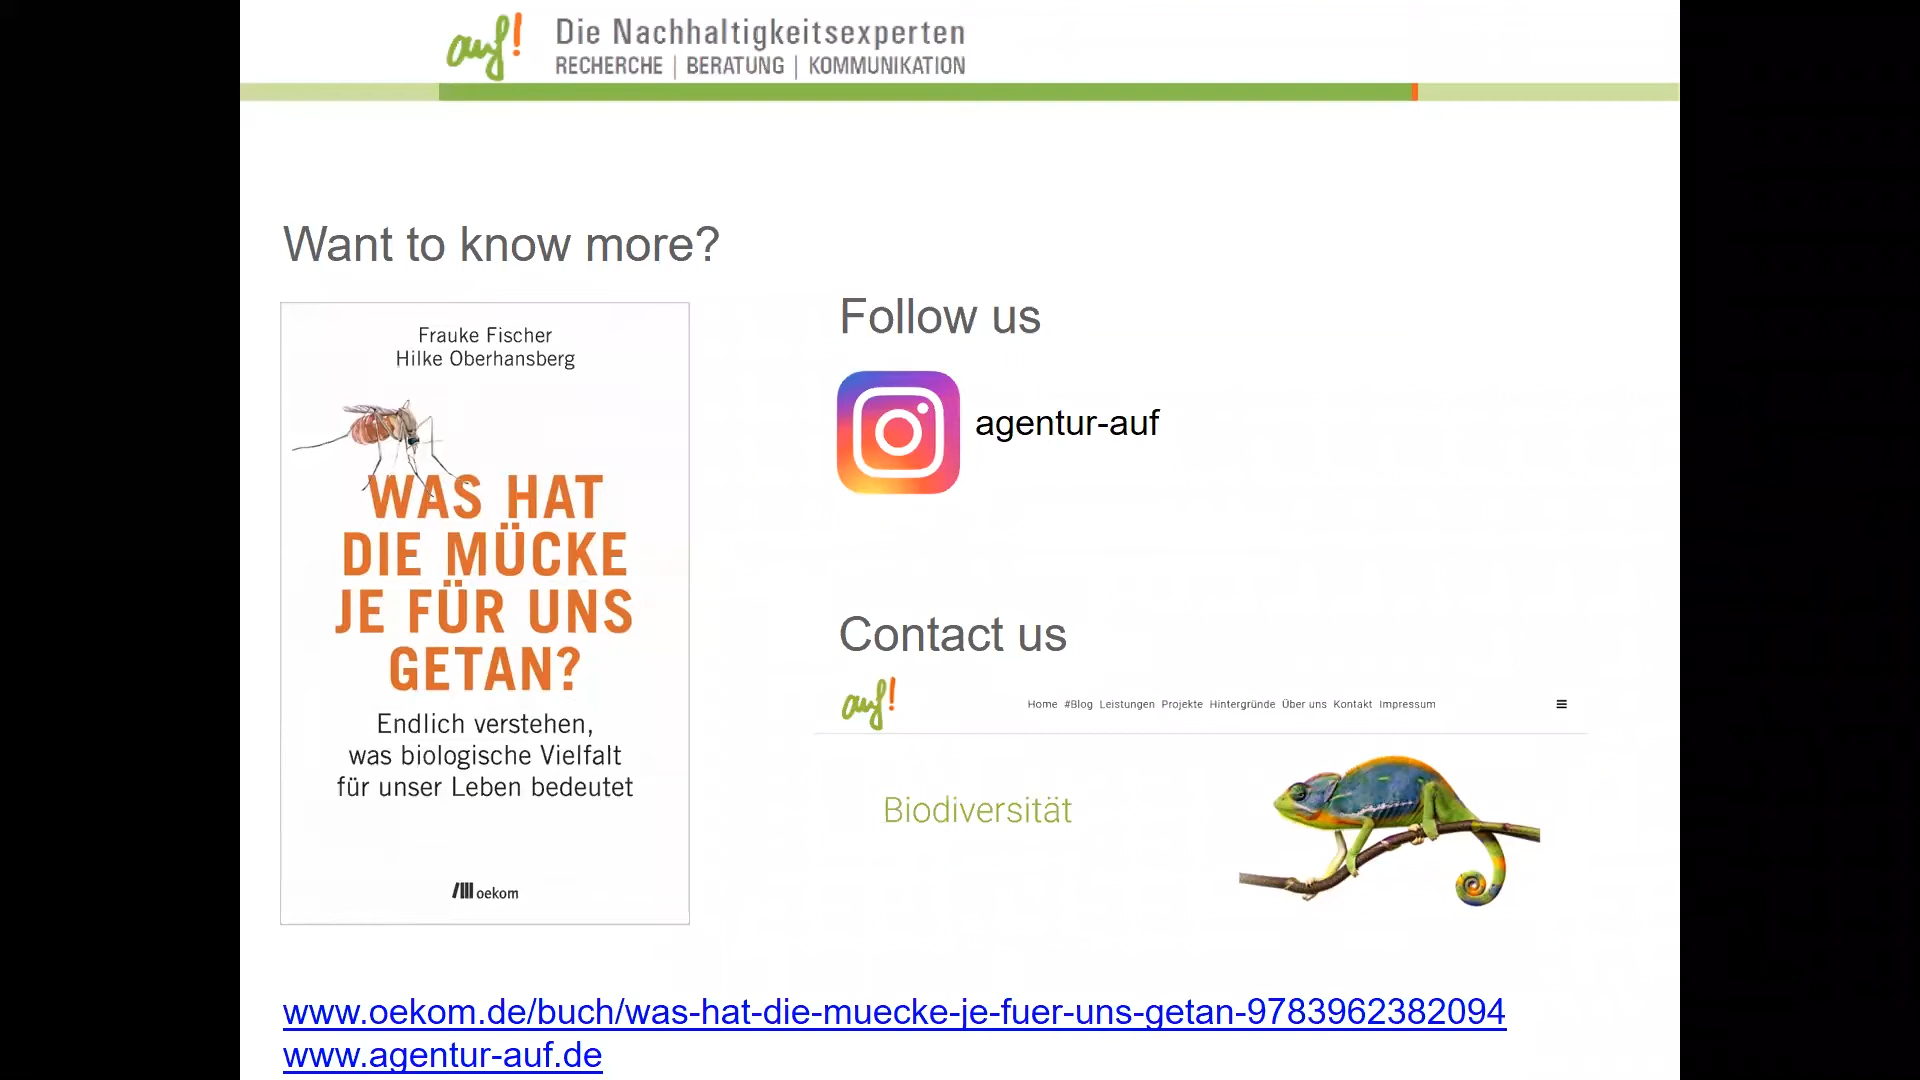 auf!
Die Nachhaltigkeitsexperten
RECHERCHE | BERATUNG | KOMMUNIKATION
Want to know more?
Frauke Fischer
Hilke Oberhansberg
WAS HAT
DIE MÜCKE
JE FÜR UNS
GETAN?
Endlich verstehen,
was biologische Vielfalt
für unser Leben bedeutet
oekom
Follow us
agentur-auf
Contact us
auf!
Home #Blog Leistungen Projekte Hintergründe Über uns Kontakt Impressum
Biodiversität
www.oekom.de/buch/was-hat-die-muecke-je-fuer-uns-getan-9783962382094
www.agentur-auf.de